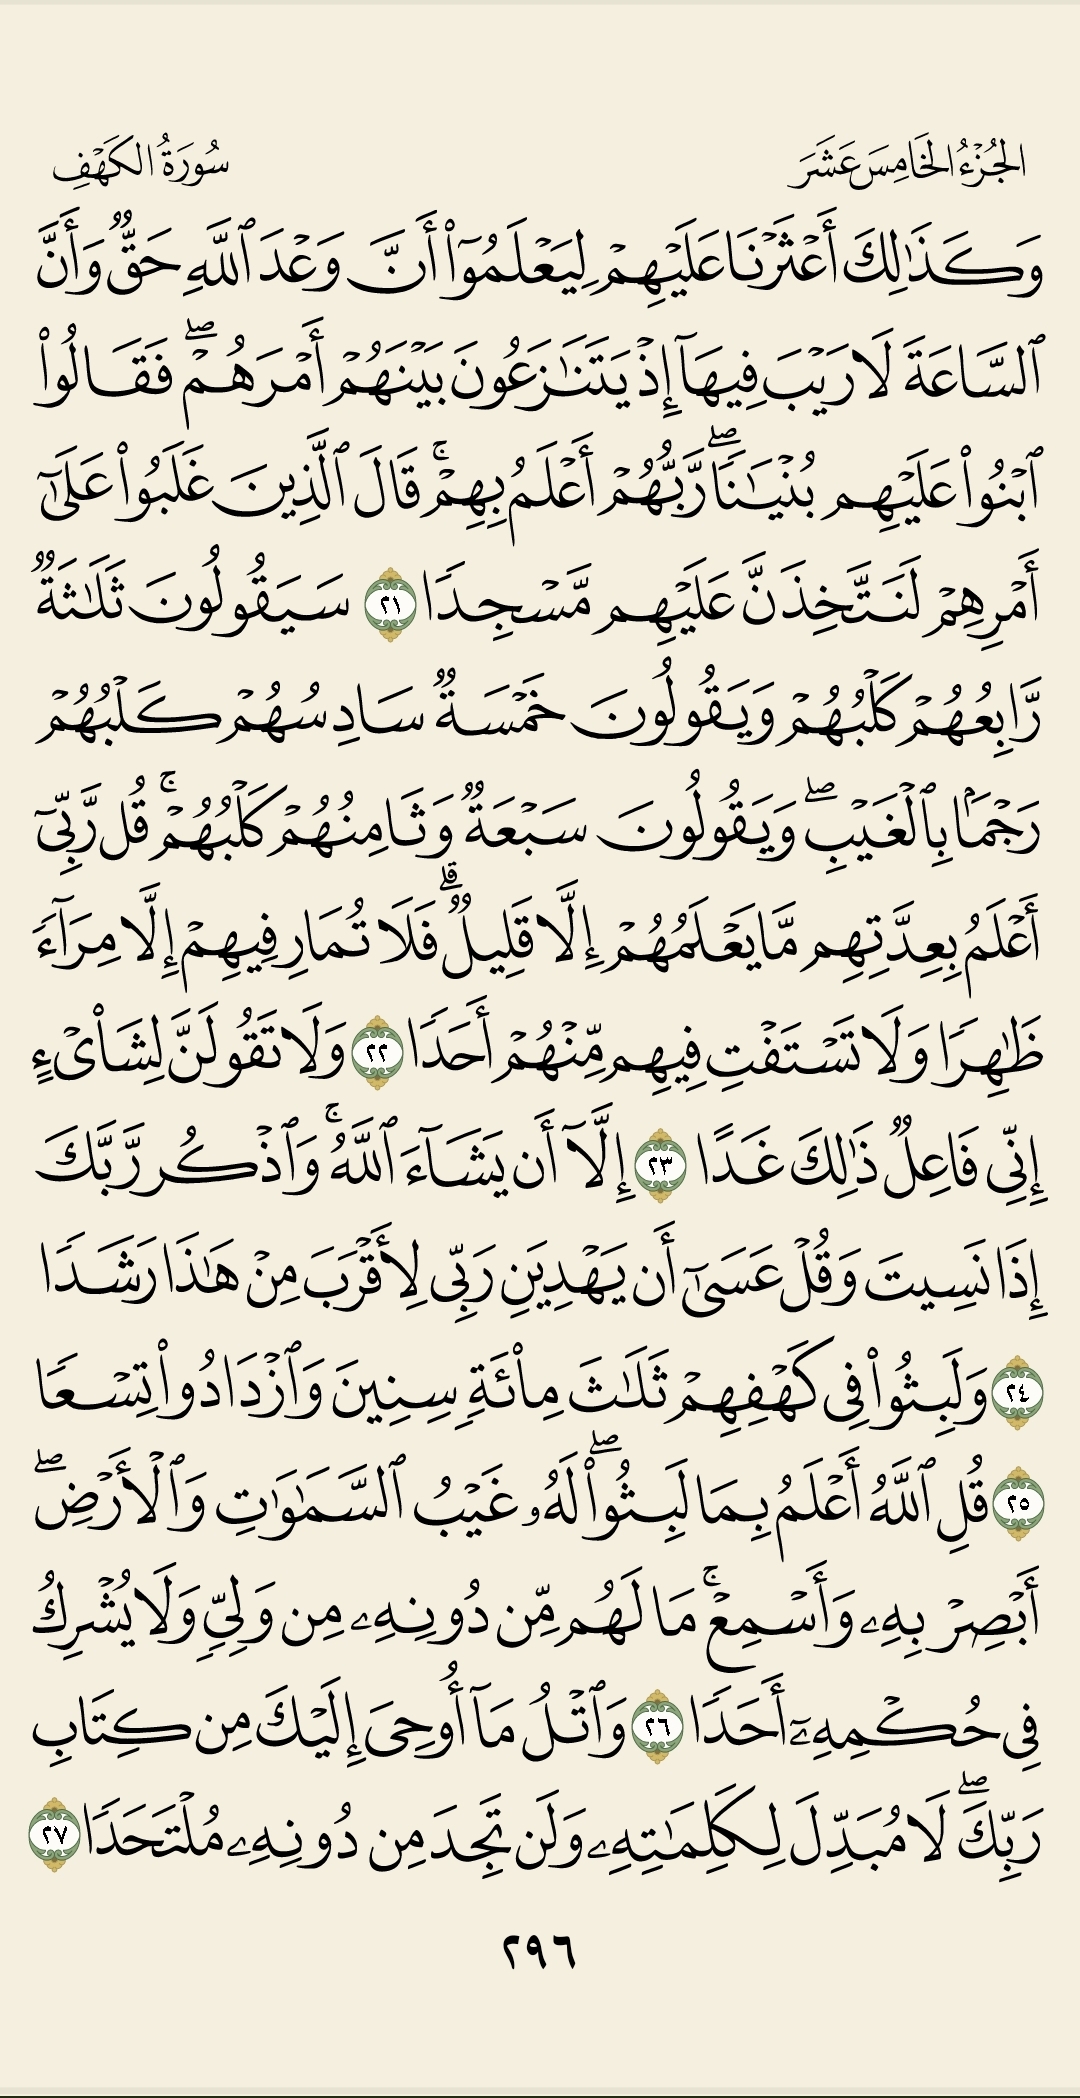 الجُزْءُ الخَامِسَ عَشَرَ
سُورَةُ الكَهْفِ
وَكَذَٰلِكَ أَعْثَرْنَا عَلَيْهِمْ لِيَعْلَمُوٓا۟ أَنَّ وَعْدَ ٱللَّهِ حَقٌّ وَأَنَّ
ٱلسَّاعَةَ لَا رَيْبَ فِيهَآ إِذْ يَتَنَٰزَعُونَ بَيْنَهُمْ أَمْرَهُمْ ۖ فَقَالُوا۟
ٱبْنُوا۟ عَلَيْهِم بُنْيَٰنًا ۖ رَّبُّهُمْ أَعْلَمُ بِهِمْ ۚ قَالَ ٱلَّذِينَ غَلَبُوا۟ عَلَىٰٓ
أَمْرِهِمْ لَنَتَّخِذَنَّ عَلَيْهِم مَّسْجِدًا ٢١ سَيَقُولُونَ ثَلَٰثَةٌ
رَّابِعُهُمْ كَلْبُهُمْ وَيَقُولُونَ خَمْسَةٌ سَادِسُهُمْ كَلْبُهُمْ
رَجْمًۢا بِٱلْغَيْبِ ۖ وَيَقُولُونَ سَبْعَةٌ وَثَامِنُهُمْ كَلْبُهُمْ ۚ قُل رَّبِّىٓ
أَعْلَمُ بِعِدَّتِهِم مَّا يَعْلَمُهُمْ إِلَّا قَلِيلٌ ۗ فَلَا تُمَارِ فِيهِمْ إِلَّا مِرَآءً
ظَٰهِرًا وَلَا تَسْتَفْتِ فِيهِم مِّنْهُمْ أَحَدًا ٢٢ وَلَا تَقُولَنَّ لِشَا۟ىْءٍ
إِنِّى فَاعِلٌ ذَٰلِكَ غَدًا ٢٣ إِلَّآ أَن يَشَآءَ ٱللَّهُ ۚ وَٱذْكُر رَّبَّكَ
إِذَا نَسِيتَ وَقُلْ عَسَىٰٓ أَن يَهْدِيَنِ رَبِّى لِأَقْرَبَ مِنْ هَٰذَا رَشَدًا
٢٤ وَلَبِثُوا۟ فِى كَهْفِهِمْ ثَلَٰثَ مِا۟ئَةٍ سِنِينَ وَٱزْدَادُوا۟ تِسْعًا
٢٥ قُلِ ٱللَّهُ أَعْلَمُ بِمَا لَبِثُوا۟ ۖ لَهُۥ غَيْبُ ٱلسَّمَٰوَٰتِ وَٱلْأَرْضِ ۖ
أَبْصِرْ بِهِۦ وَأَسْمِعْ ۚ مَا لَهُم مِّن دُونِهِۦ مِن وَلِىٍّ وَلَا يُشْرِكُ
فِى حُكْمِهِۦٓ أَحَدًا ٢٦ وَٱتْلُ مَآ أُوحِىَ إِلَيْكَ مِن كِتَابِ
رَبِّكَ ۖ لَا مُبَدِّلَ لِكَلِمَٰتِهِۦ وَلَن تَجِدَ مِن دُونِهِۦ مُلْتَحَدًا ٢٧
٢٩٦